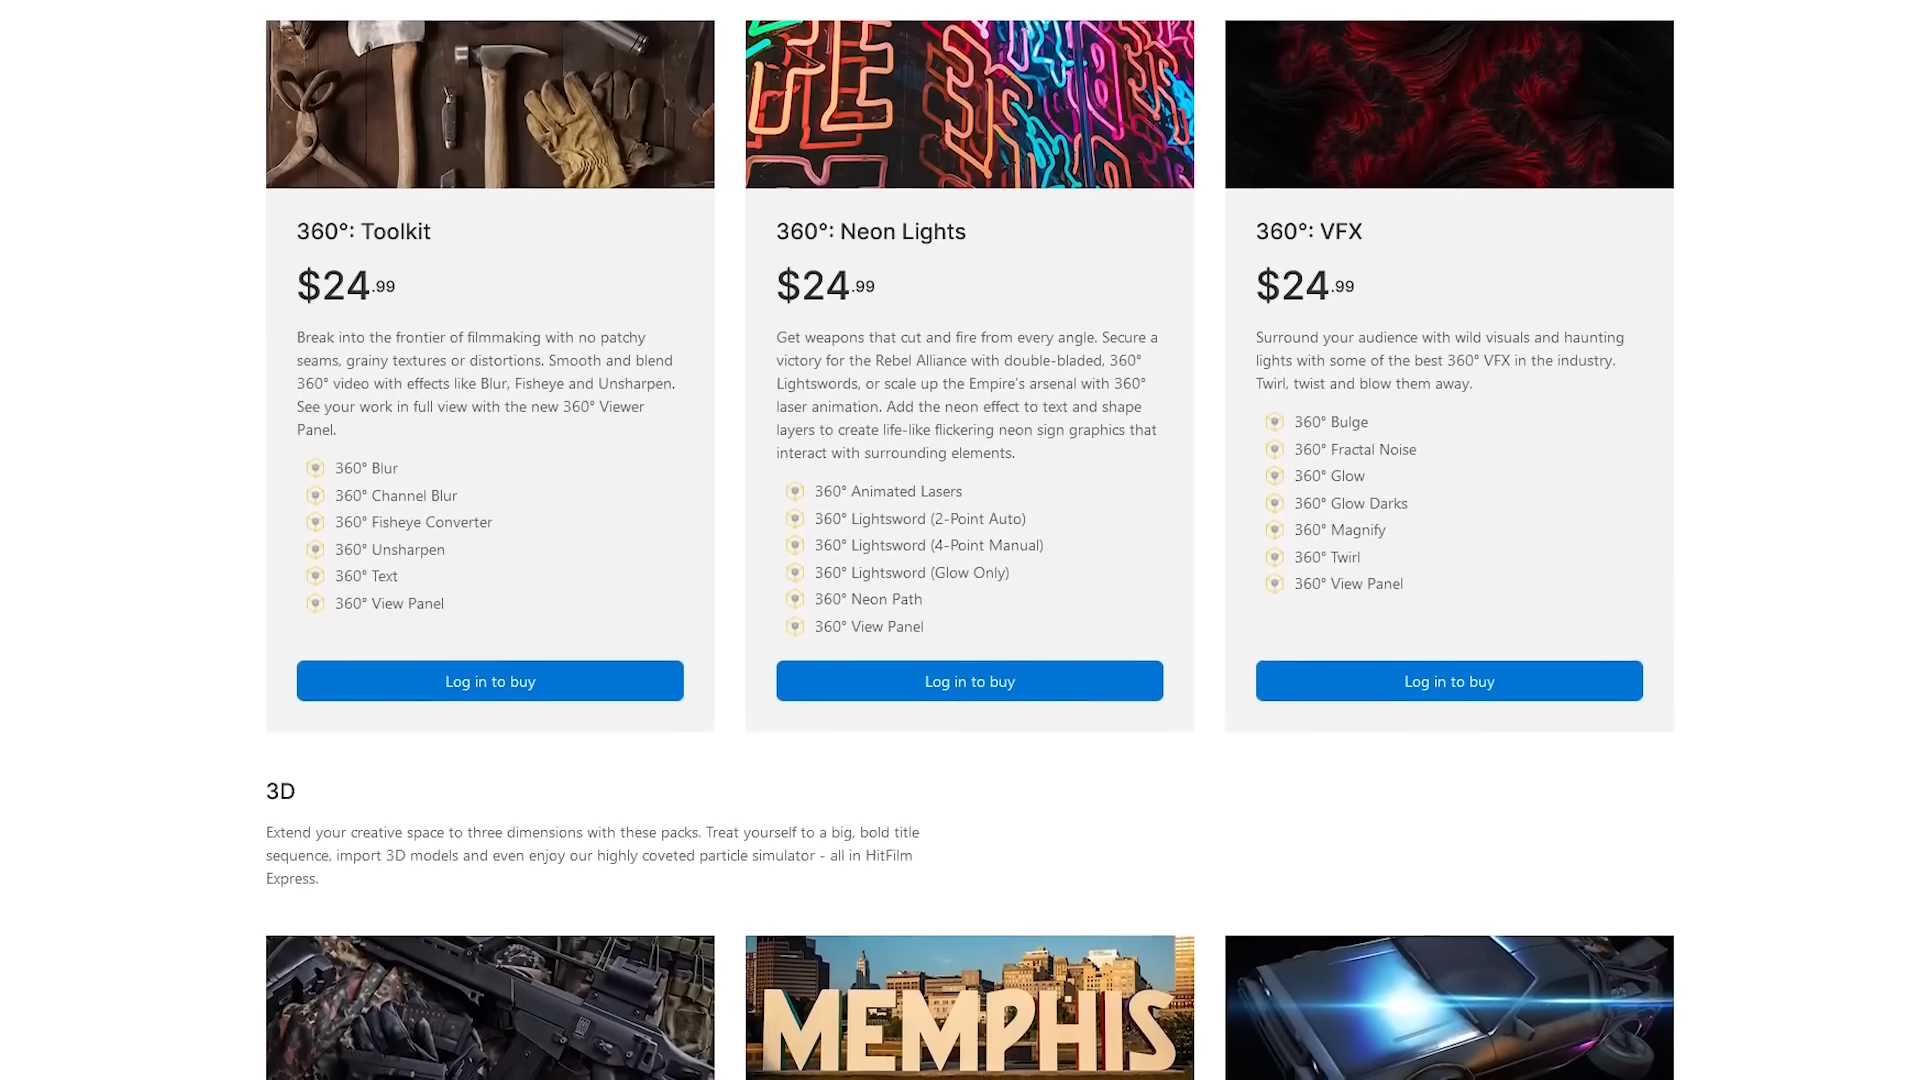 360°: Toolkit
$24.99
Break into the frontier of filmmaking with no patchy
seams, grainy textures or distortions. Smooth and blend
360° video with effects like Blur, Fisheye and Unsharpen.
See your work in full view with the new 360° Viewer
Panel.
360° Blur
360° Channel Blur
360° Fisheye Converter
360° Unsharpen
360° Text
360° View Panel
Log in to buy
360°: Neon Lights
$24.99
Get weapons that cut and fire from every angle. Secure a
victory for the Rebel Alliance with double-bladed, 360°
Lightswords, or scale up the Empire's arsenal with 360°
laser animation. Add the neon effect to text and shape
layers to create life-like flickering neon sign graphics that
interact with surrounding elements.
360° Animated Lasers
360° Lightsword (2-Point Auto)
360° Lightsword (4-Point Manual)
360° Lightsword (Glow Only)
360° Neon Path
360° View Panel
Log in to buy
360°: VFX
$24.99
Surround your audience with wild visuals and haunting
lights with some of the best 360° VFX in the industry.
Twirl, twist and blow them away.
360° Bulge
360° Fractal Noise
360° Glow
360° Glow Darks
360° Magnify
360° Twirl
360° View Panel
Log in to buy
3D
Extend your creative space to three dimensions with these packs. Treat yourself to a big, bold title
sequence, import 3D models and even enjoy our highly coveted particle simulator - all in HitFilm
Express.
MEMPHIS